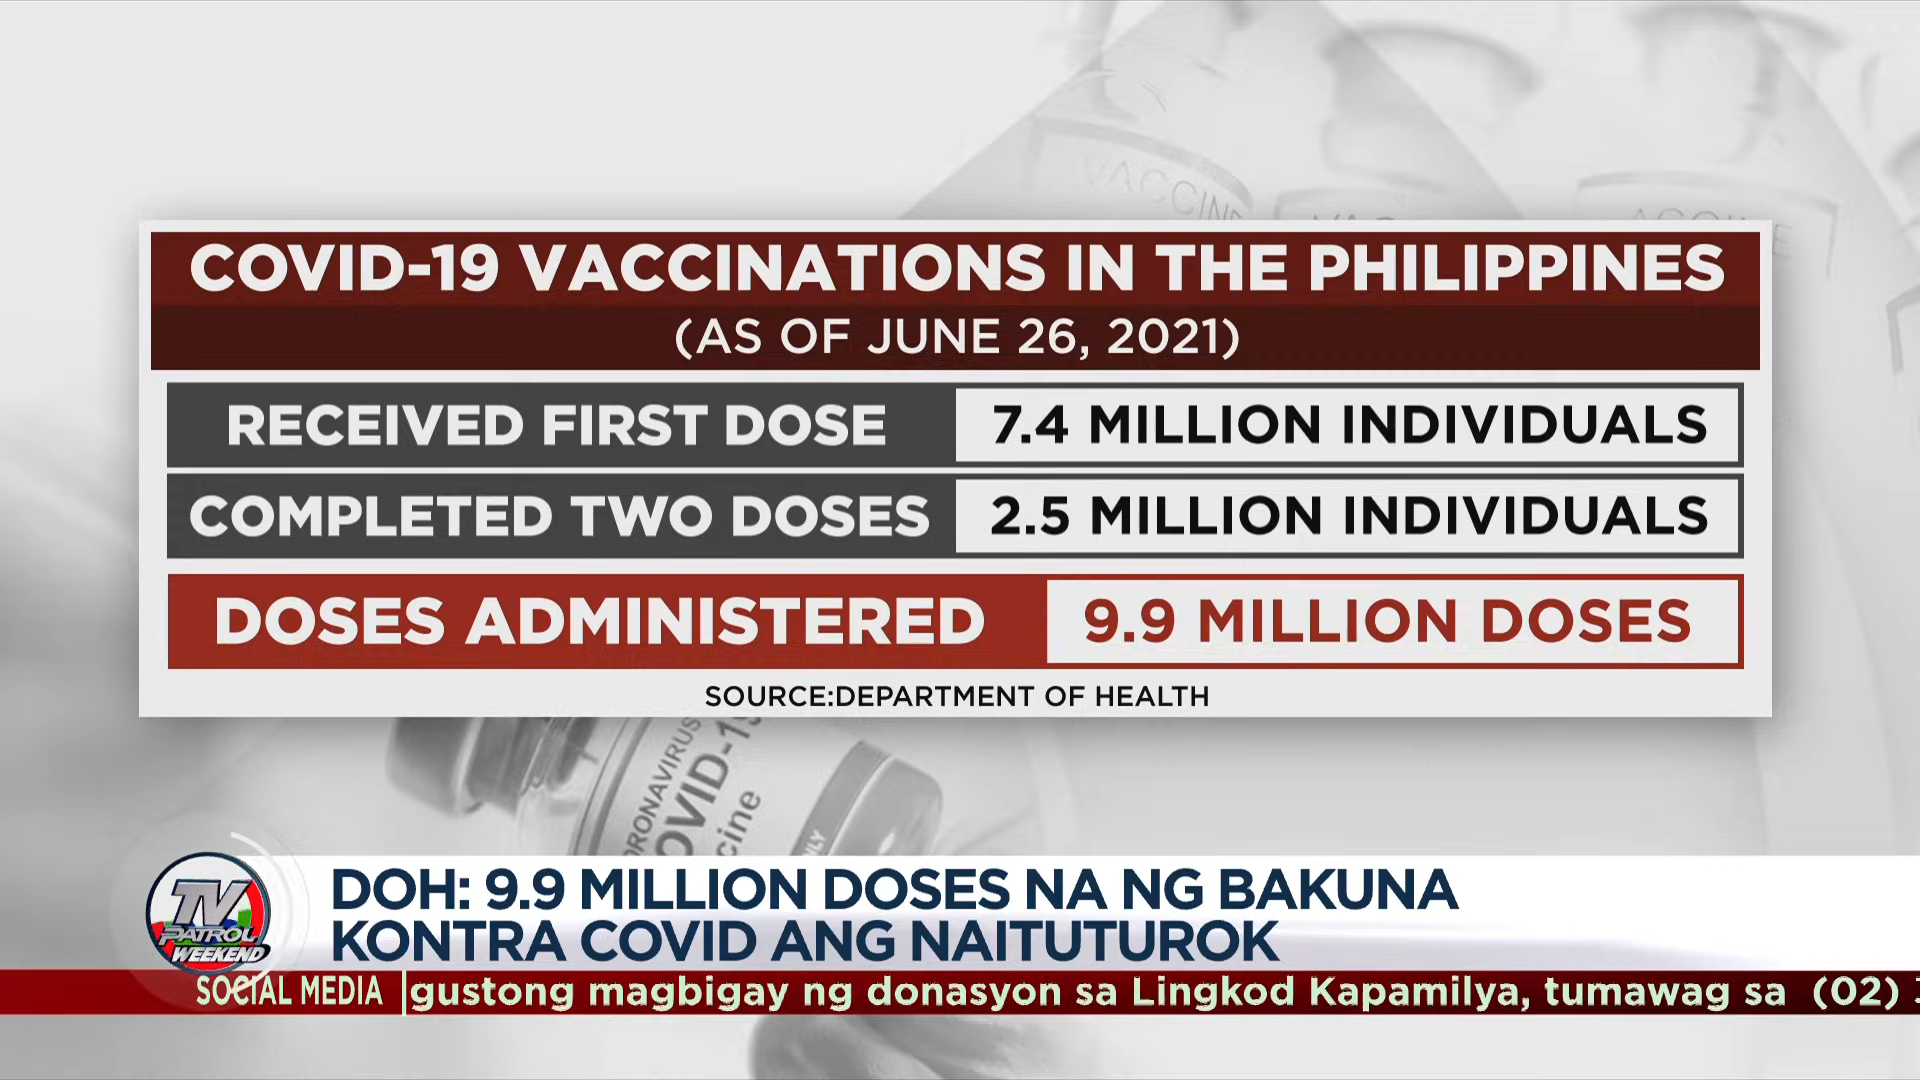 VACCINE
COVID-19 VACCINATIONS IN THE PHILIPPINES
(AS OF JUNE 26, 2021)
RECEIVED FIRST DOSE 7.4 MILLION INDIVIDUALS
COMPLETED TWO DOSES 2.5 MILLION INDIVIDUALS
DOSES ADMINISTERED 9.9 MILLION DOSES
SOURCE:DEPARTMENT OF HEALTH
COVID-19
TV
PATROL
WEEKEND
DOH: 9.9 MILLION DOSES NA NG BAKUNA
KONTRA COVID ANG NAITUTUROK
SOCIAL MEDIA gustong magbigay ng donasyon sa Lingkod Kapamilya, tumawag sa (02)